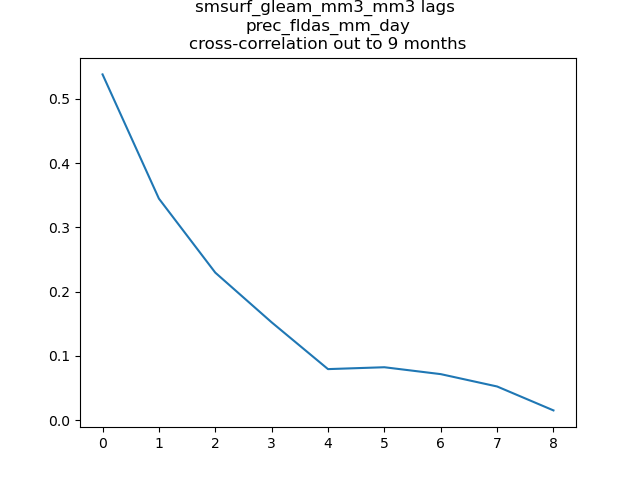 smsurf_gleam_mm3_mm3 lags
prec_fldas_mm_day
cross-correlation out to 9 months
0.5
0.4
0.3
0.2
0.1
0.0
0 1 2 3 4 5 6 7 8